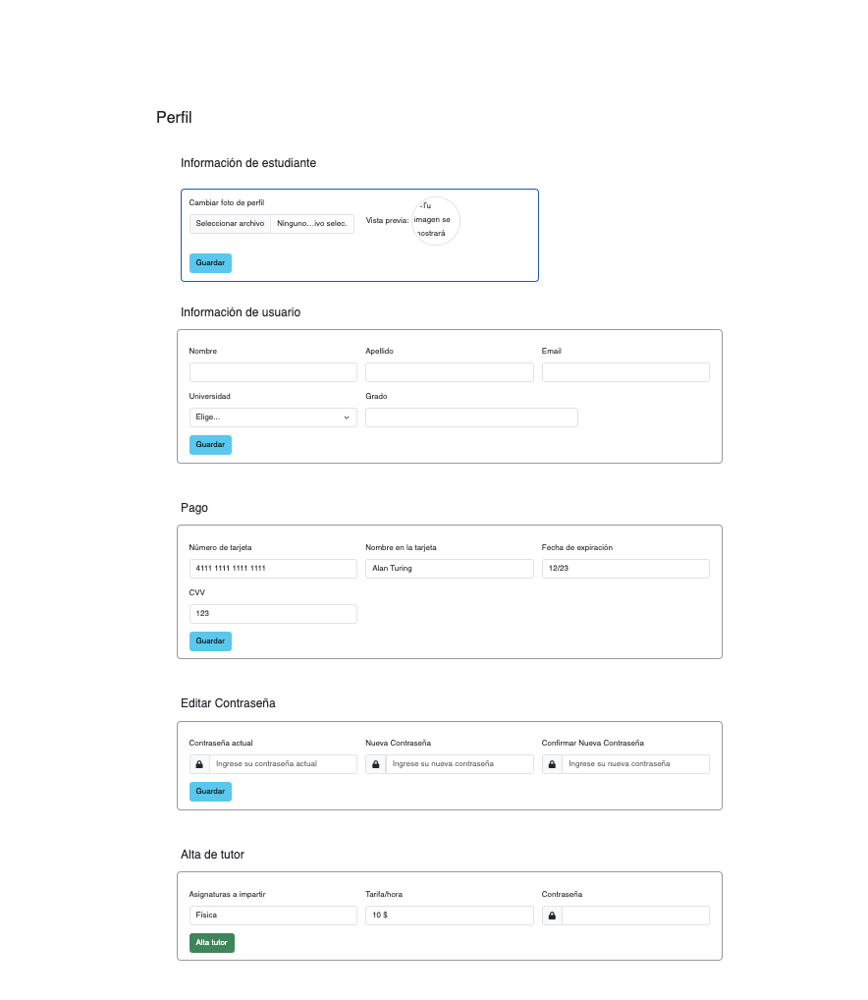 Perfil
Información de estudiante
Cambiar foto de perfil
Seleccionar archivo Ninguno...ivo selec. Vista previa:
Tu
imagen se
mostrará
Guardar
Información de usuario
Nombre Apellido Email
Universidad Grado
Elige...
Guardar
Pago
Número de tarjeta Nombre en la tarjeta Fecha de expiración
4111 1111 1111 1111 Alan Turing 12/23
CVV
123
Guardar
Editar Contraseña
Contraseña actual Nueva Contraseña Confirmar Nueva Contraseña
Ingrese su contraseña actual Ingrese su nueva contraseña Ingrese su nueva contraseña
Guardar
Alta de tutor
Asignaturas a impartir Tarifa/hora Contraseña
Física 10 $
Alta tutor